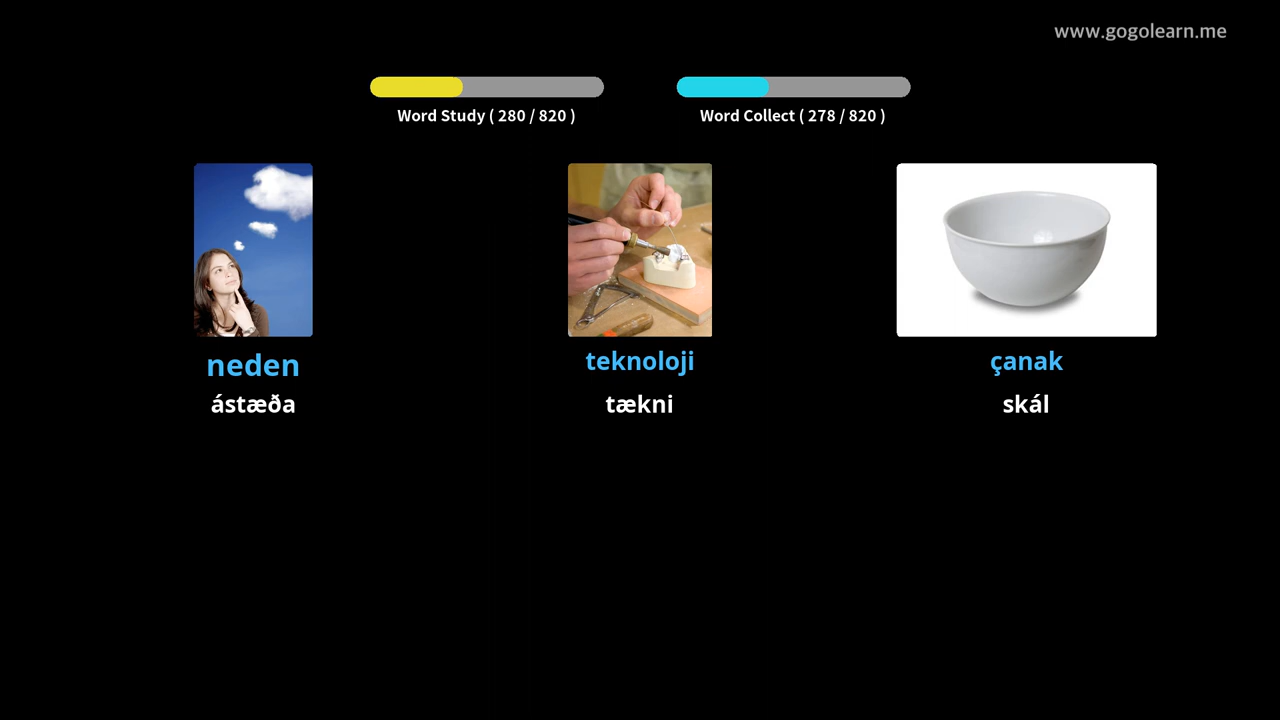 www.gogolearn.me
Word Study ( 280 / 820 )
Word Collect ( 278 / 820 )
neden
teknoloji
çanak
ástæða
tækni
skál